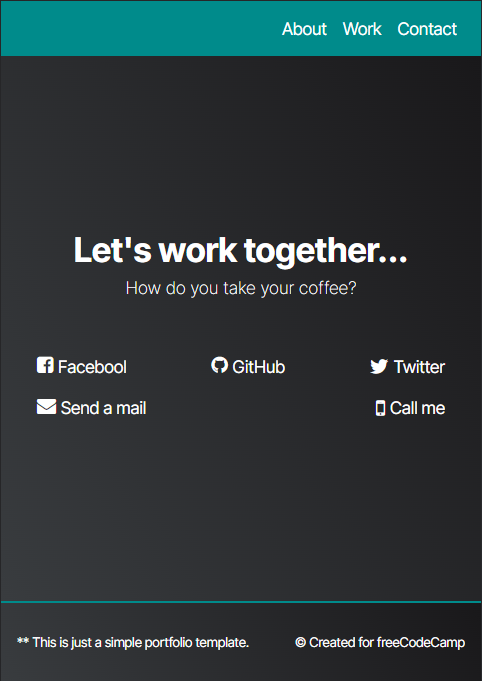 About Work Contact
Let's work together...
How do you take your coffee?
Facebool GitHub Twitter
Send a mail Call me
** This is just a simple portfolio template. © Created for freeCodeCamp